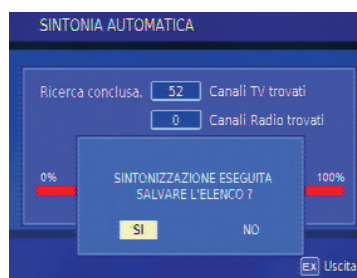 SINTONIA AUTOMATICA
Ricerca conclusa. 52 Canali TV trovati
0 Canali Radio trovati
0% 100%
SINTONIZZAZIONE ESEGUITA
SALVARE L'ELENCO ?
SI NO
EX Uscita